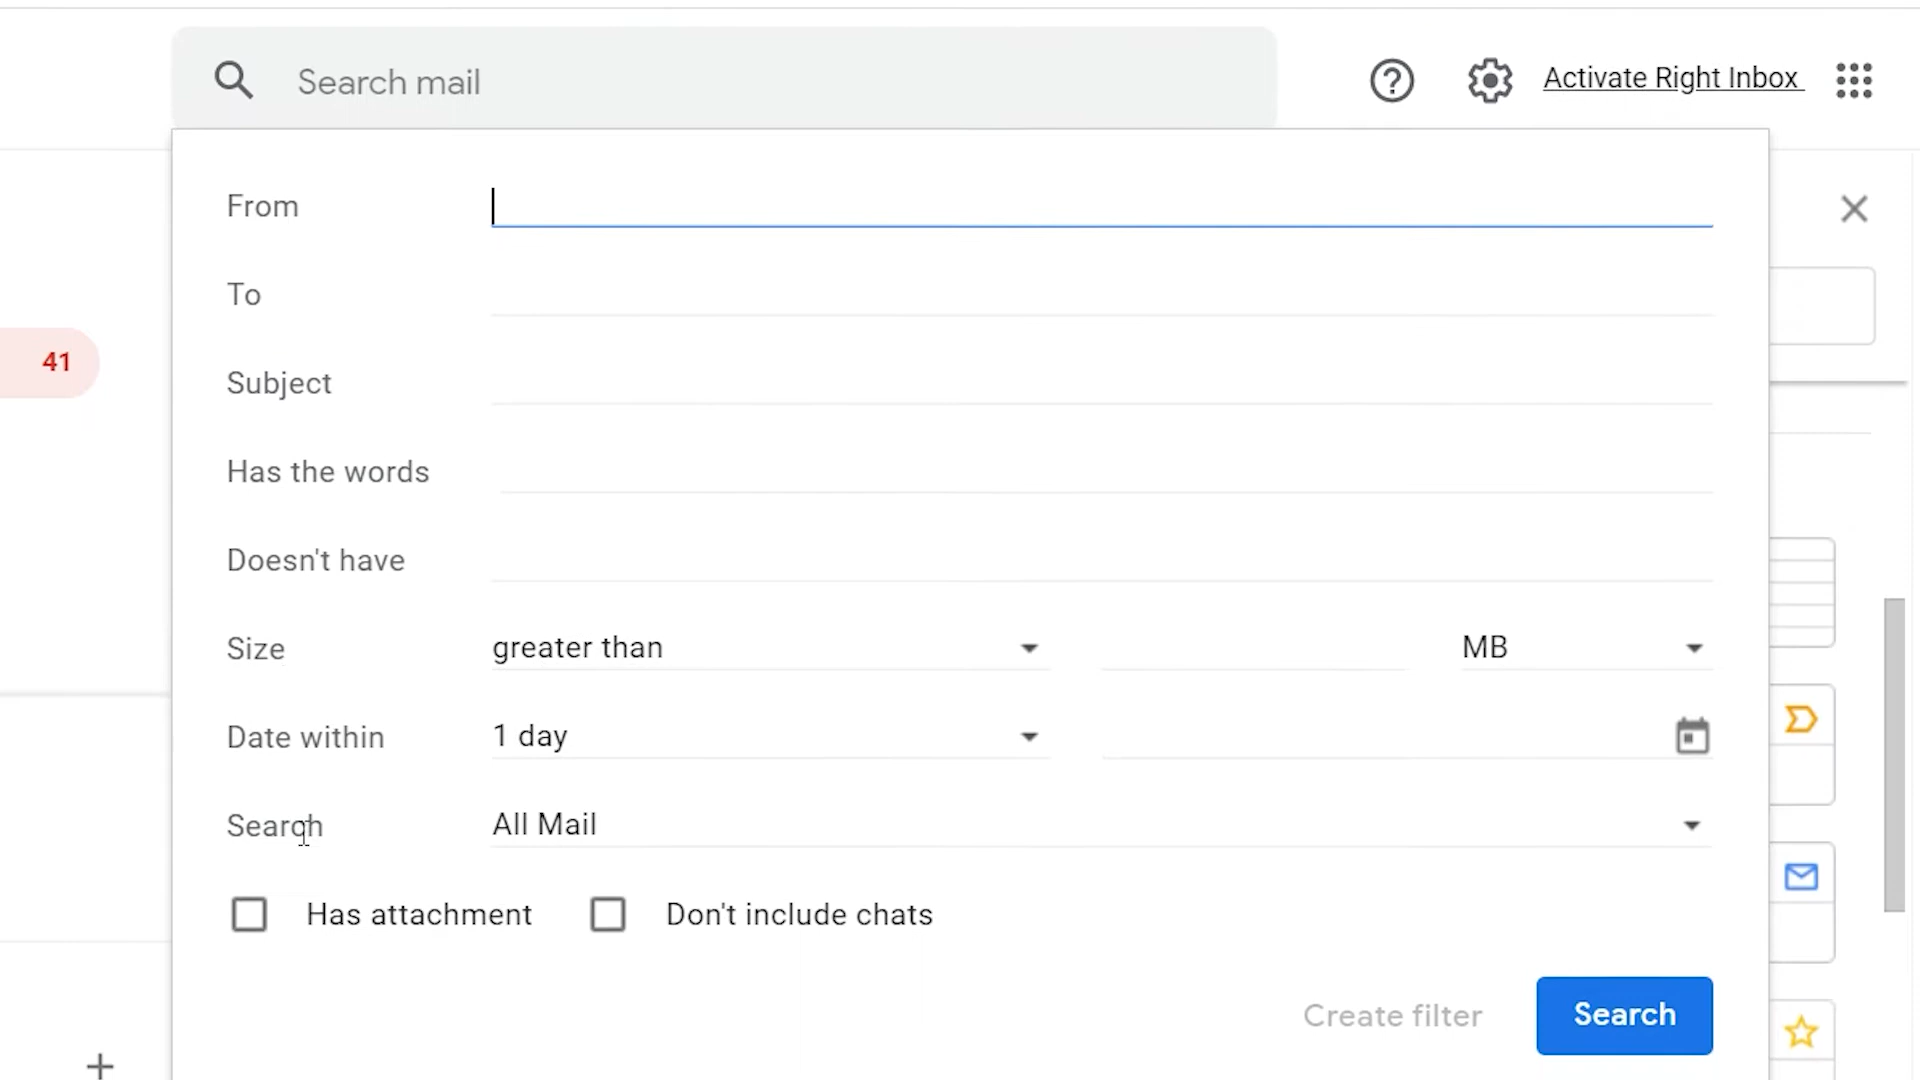 Search mail
Activate Right Inbox
From
To
41
Subject
Has the words
Doesn't have
Size greater than MB
Date within 1 day
Search All Mail
Has attachment Don't include chats
Create filter Search